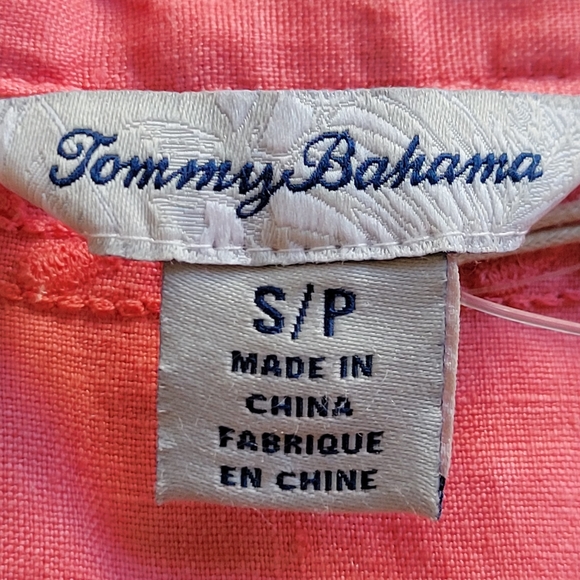 Tommy Bahama
S/P
MADE IN
CHINA
FABRIQUE
EN CHINE